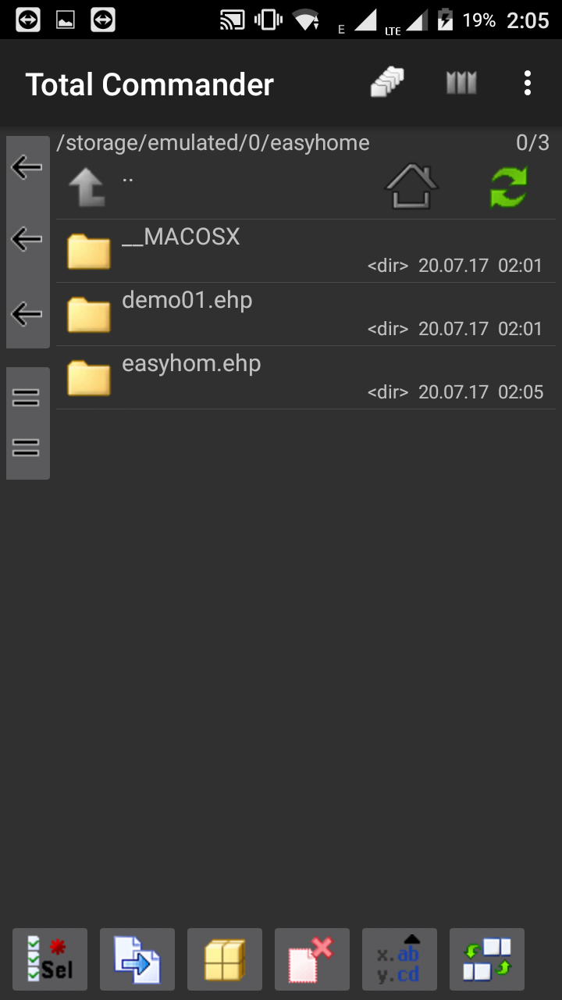 E LTE 19% 2:05
Total Commander
/storage/emulated/0/easyhome 0/3
..
__MACOSX
<dir> 20.07.17 02:01
demo01.ehp
<dir> 20.07.17 02:01
easyhom.ehp
<dir> 20.07.17 02:05
Sel
x.ab
y.cd